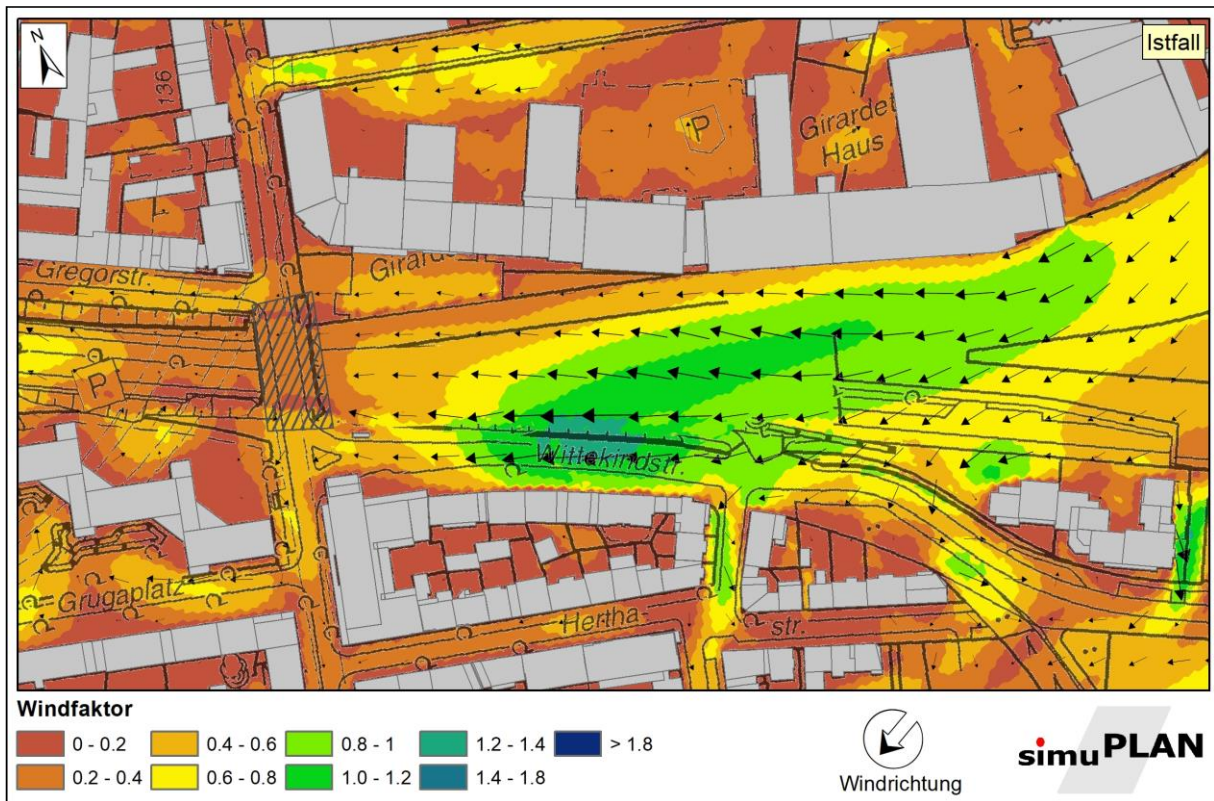 N
Istfall
136
P
Girardet
Haus
Gregorstr.
Girarde
P
Wittekindstr.
Grugaplatz
Hertha
str.
Windfaktor
0 - 0.2
0.4 - 0.6
0.8 - 1
1.2 - 1.4
> 1.8
0.2 - 0.4
0.6 - 0.8
1.0 - 1.2
1.4 - 1.8
Windrichtung
simuPLAN